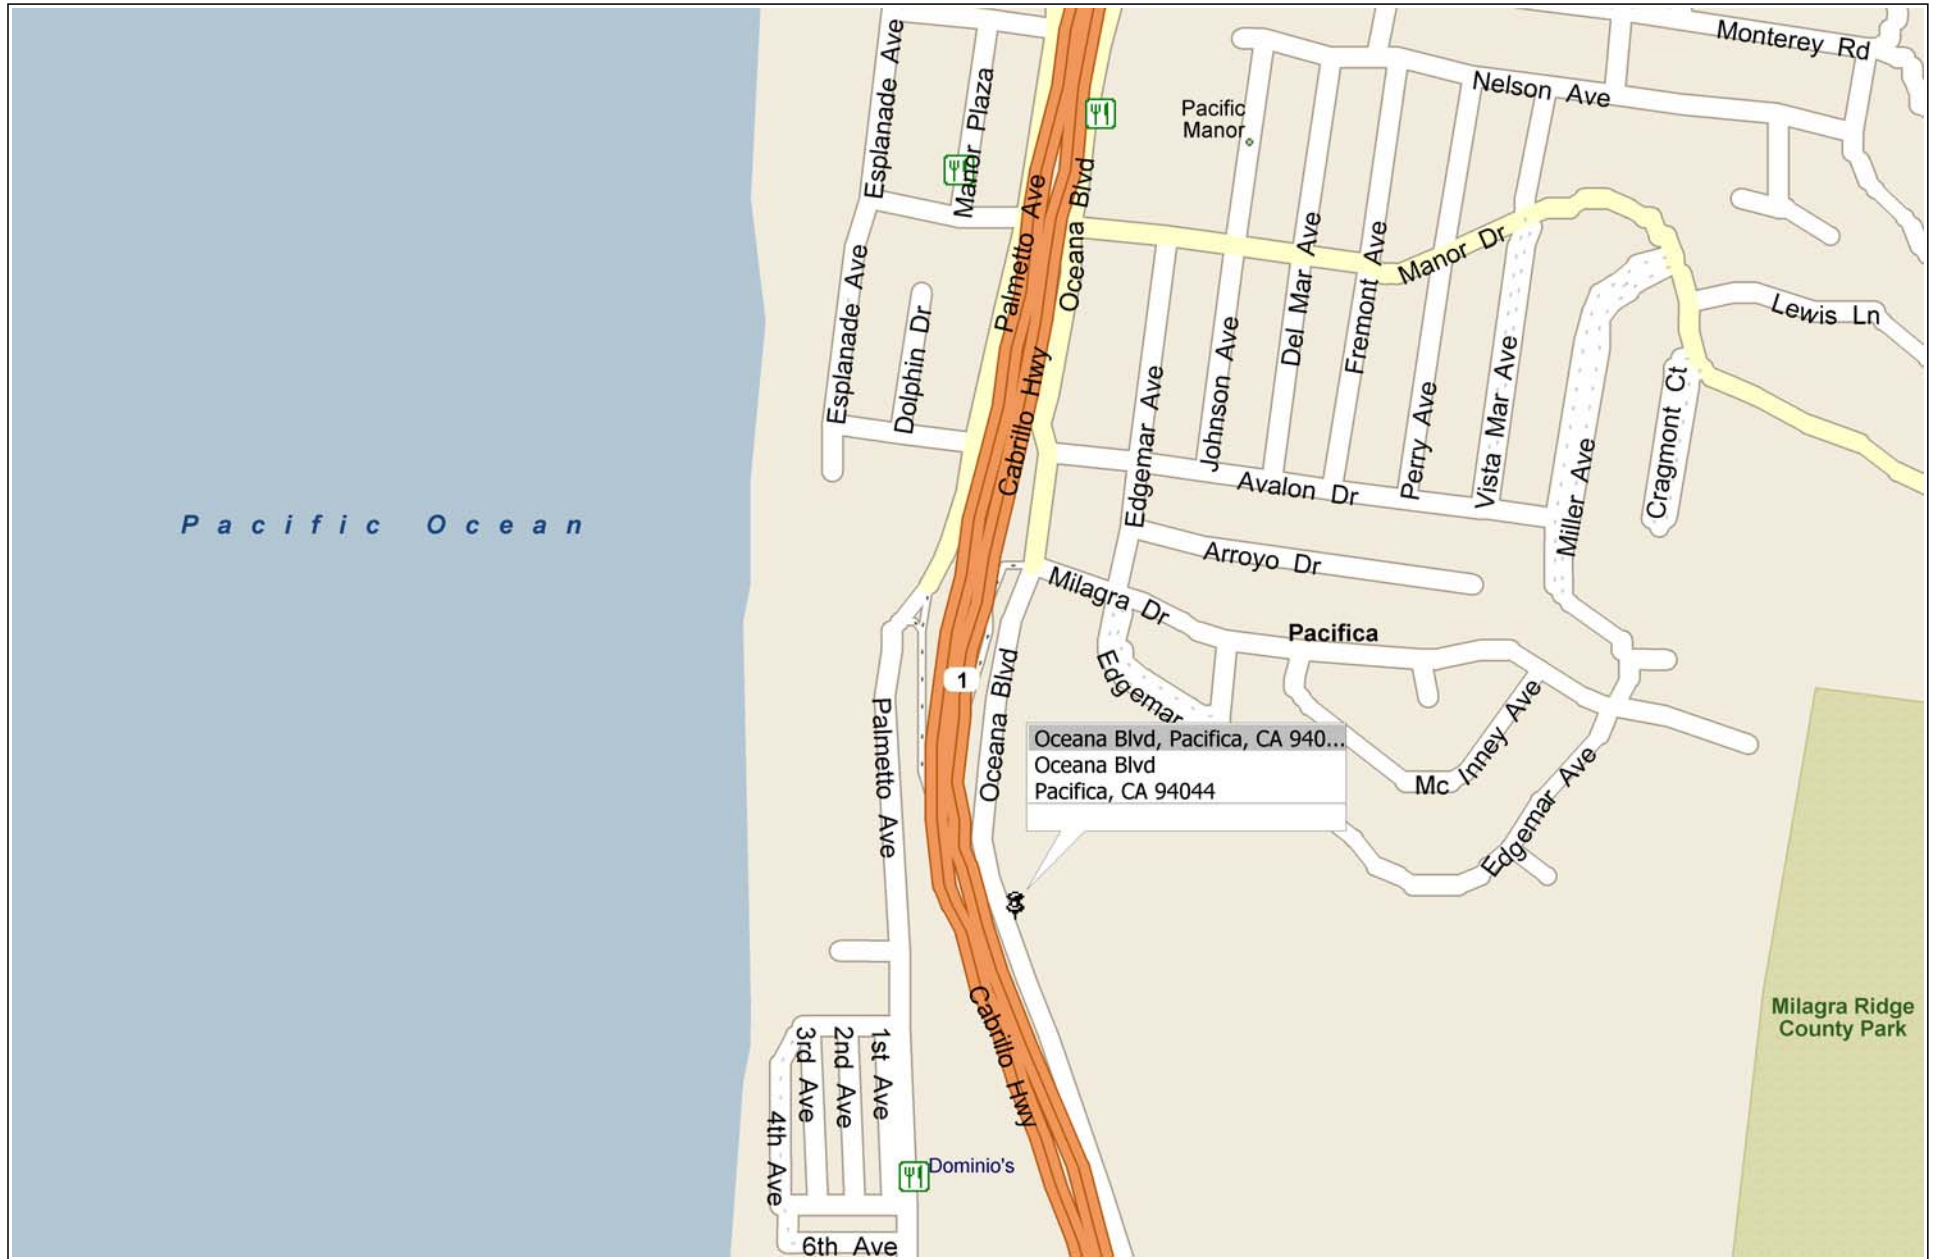 Monterey Rd
Nelson Ave
Esplanade Ave
Manor Plaza
Pacific
Manor
Palmetto Ave
Oceana Blvd
Manor Dr
Esplanade Ave
Dolphin Dr
Cabrillo Hwy
Edgemar Ave
Johnson Ave
Del Mar Ave
Fremont Ave
Perry Ave
Vista Mar Ave
Miller Ave
Cragmont Ct
Lewis Ln
Avalon Dr
Pacific Ocean
Arroyo Dr
Milagra Dr
Pacifica
1
Oceana Blvd
Edgemar
Palmetto Ave
Oceana Blvd, Pacifica, CA 940...
Oceana Blvd
Pacifica, CA 94044
Mc Inney Ave
Edgemar Ave
Cabrillo Hwy
Milagra Ridge
County Park
3rd Ave
2nd Ave
1st Ave
4th Ave
Dominio's
6th Ave